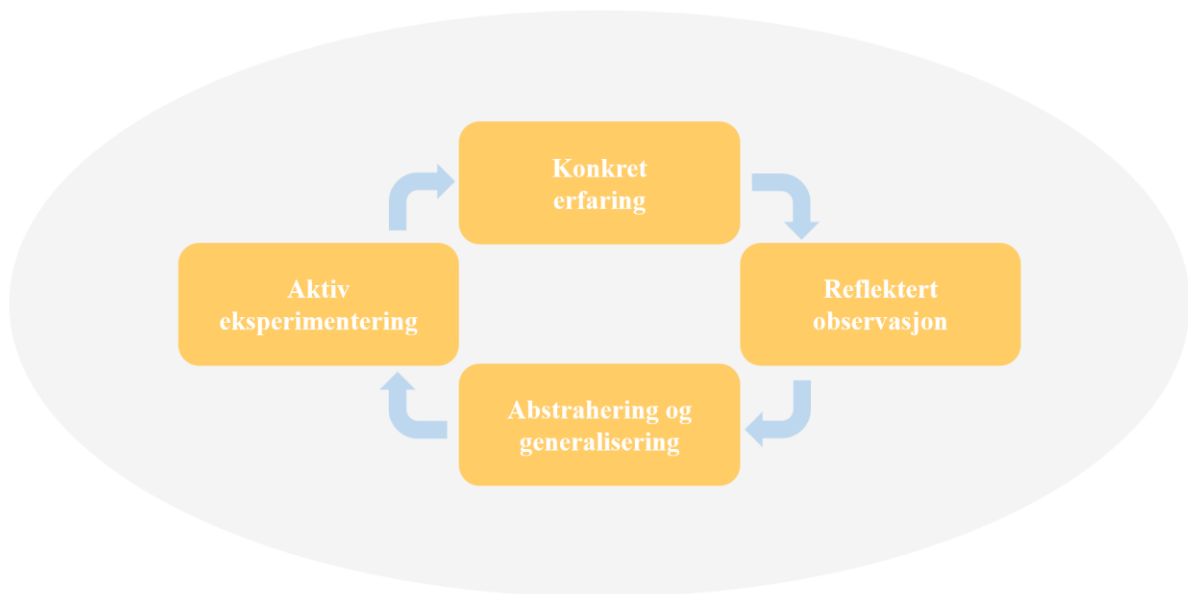 Konkret
erfaring
Aktiv
eksperimentering
Reflektert
observasjon
Abstrahering og
generalisering